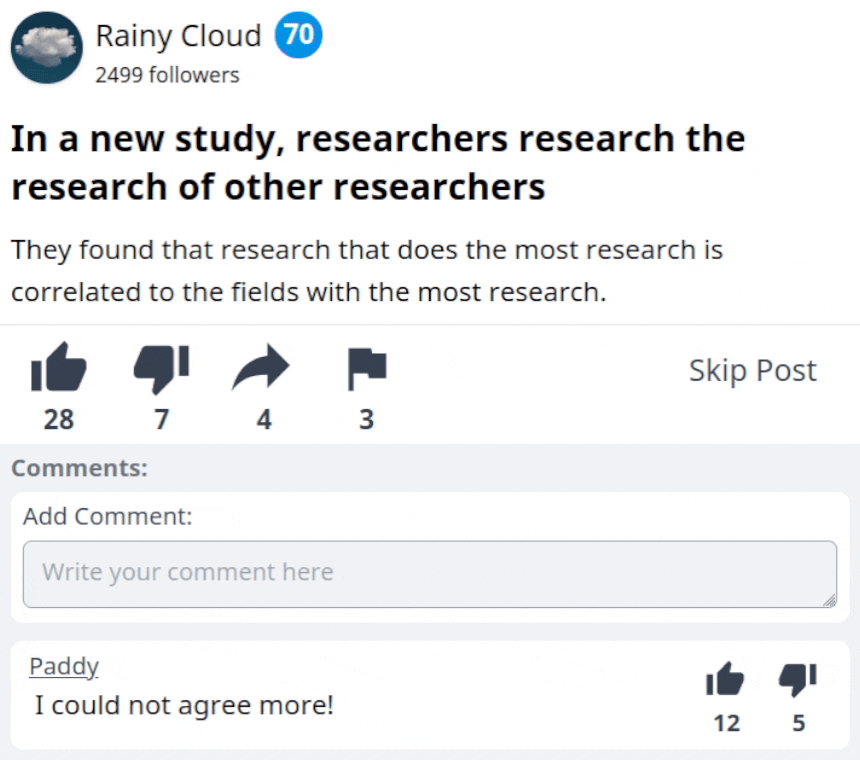 Rainy Cloud 70
2499 followers
In a new study, researchers research the
research of other researchers
They found that research that does the most research is
correlated to the fields with the most research.
28 7 4 3
Skip Post
Comments:
Add Comment:
Write your comment here
Paddy
I could not agree more!
12 5